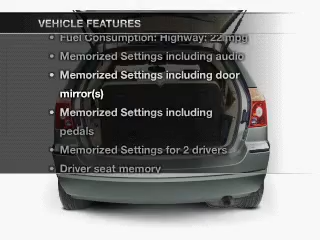 VEHICLE FEATURES
• Fuel Consumption: Highway: 22 mpg
• Memorized Settings including audio
• Memorized Settings including door
mirror(s)
• Memorized Settings including
pedals
• Memorized Settings for 2 drivers
• Driver seat memory